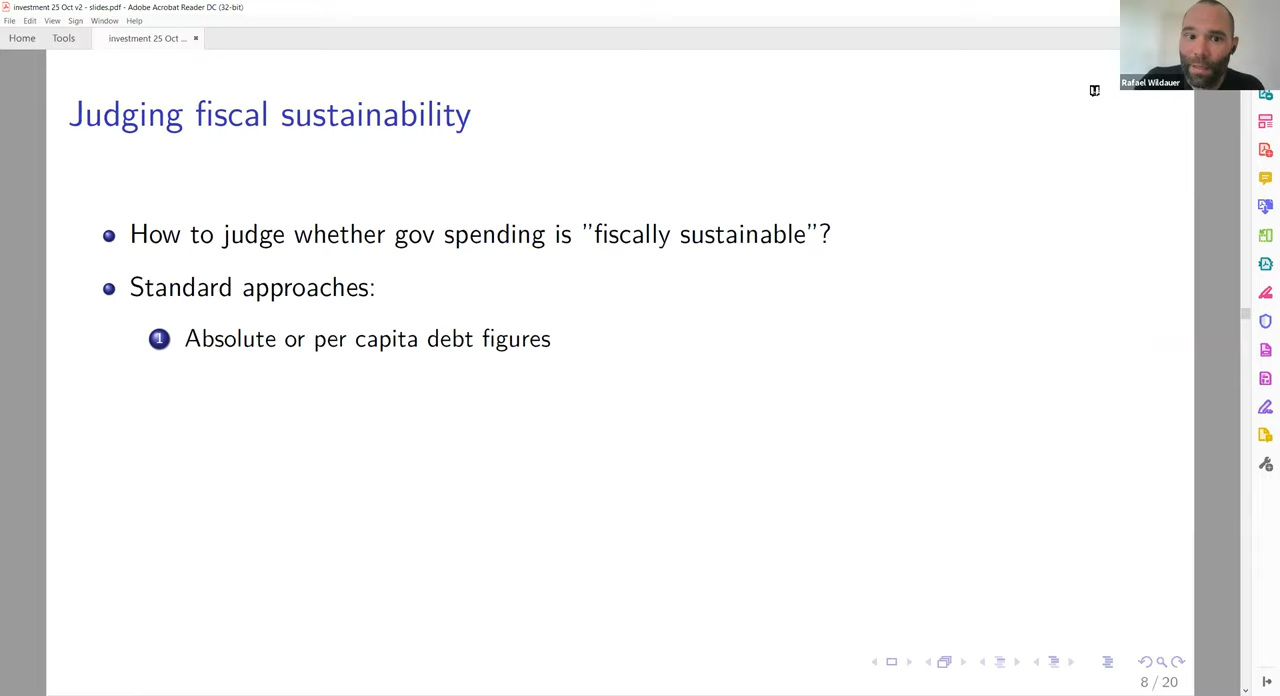 investment 25 Oct v2 - slides.pdf - Adobe Acrobat Reader DC (32-bit)
File Edit View Sign Window Help
Home Tools investment 25 Oct ... ×
Rafael Wildauer
Judging fiscal sustainability
How to judge whether gov spending is ”fiscally sustainable”?
Standard approaches:
1 Absolute or per capita debt figures
8 / 20